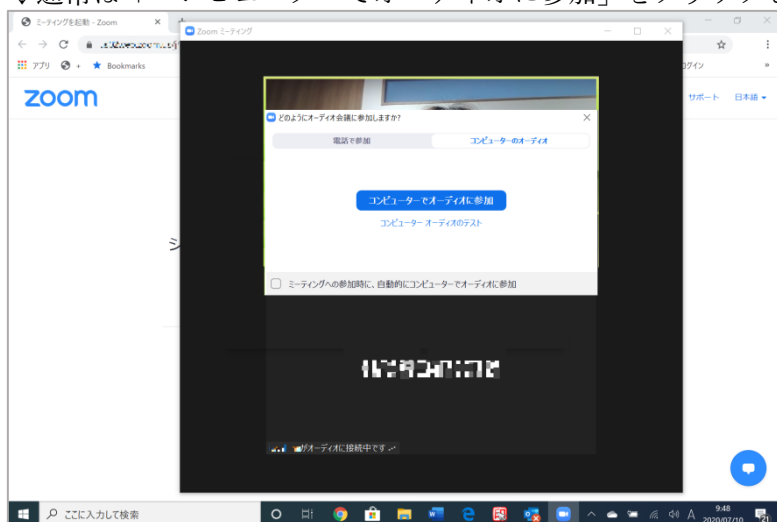 ミーティングを起動 - Zoom
Zoom ミーティング
アプリ
Bookmarks
zoom
サポート 日本語
どのようにオーディオ会議に参加しますか?
電話で参加 コンピューターのオーディオ
コンピューターでオーディオに参加
コンピューター オーディオのテスト
ミーティングへの参加時に、自動的にコンピューターでオーディオに参加
がオーディオに接続中です
ここに入力して検索
A
9:48
2020/07/10